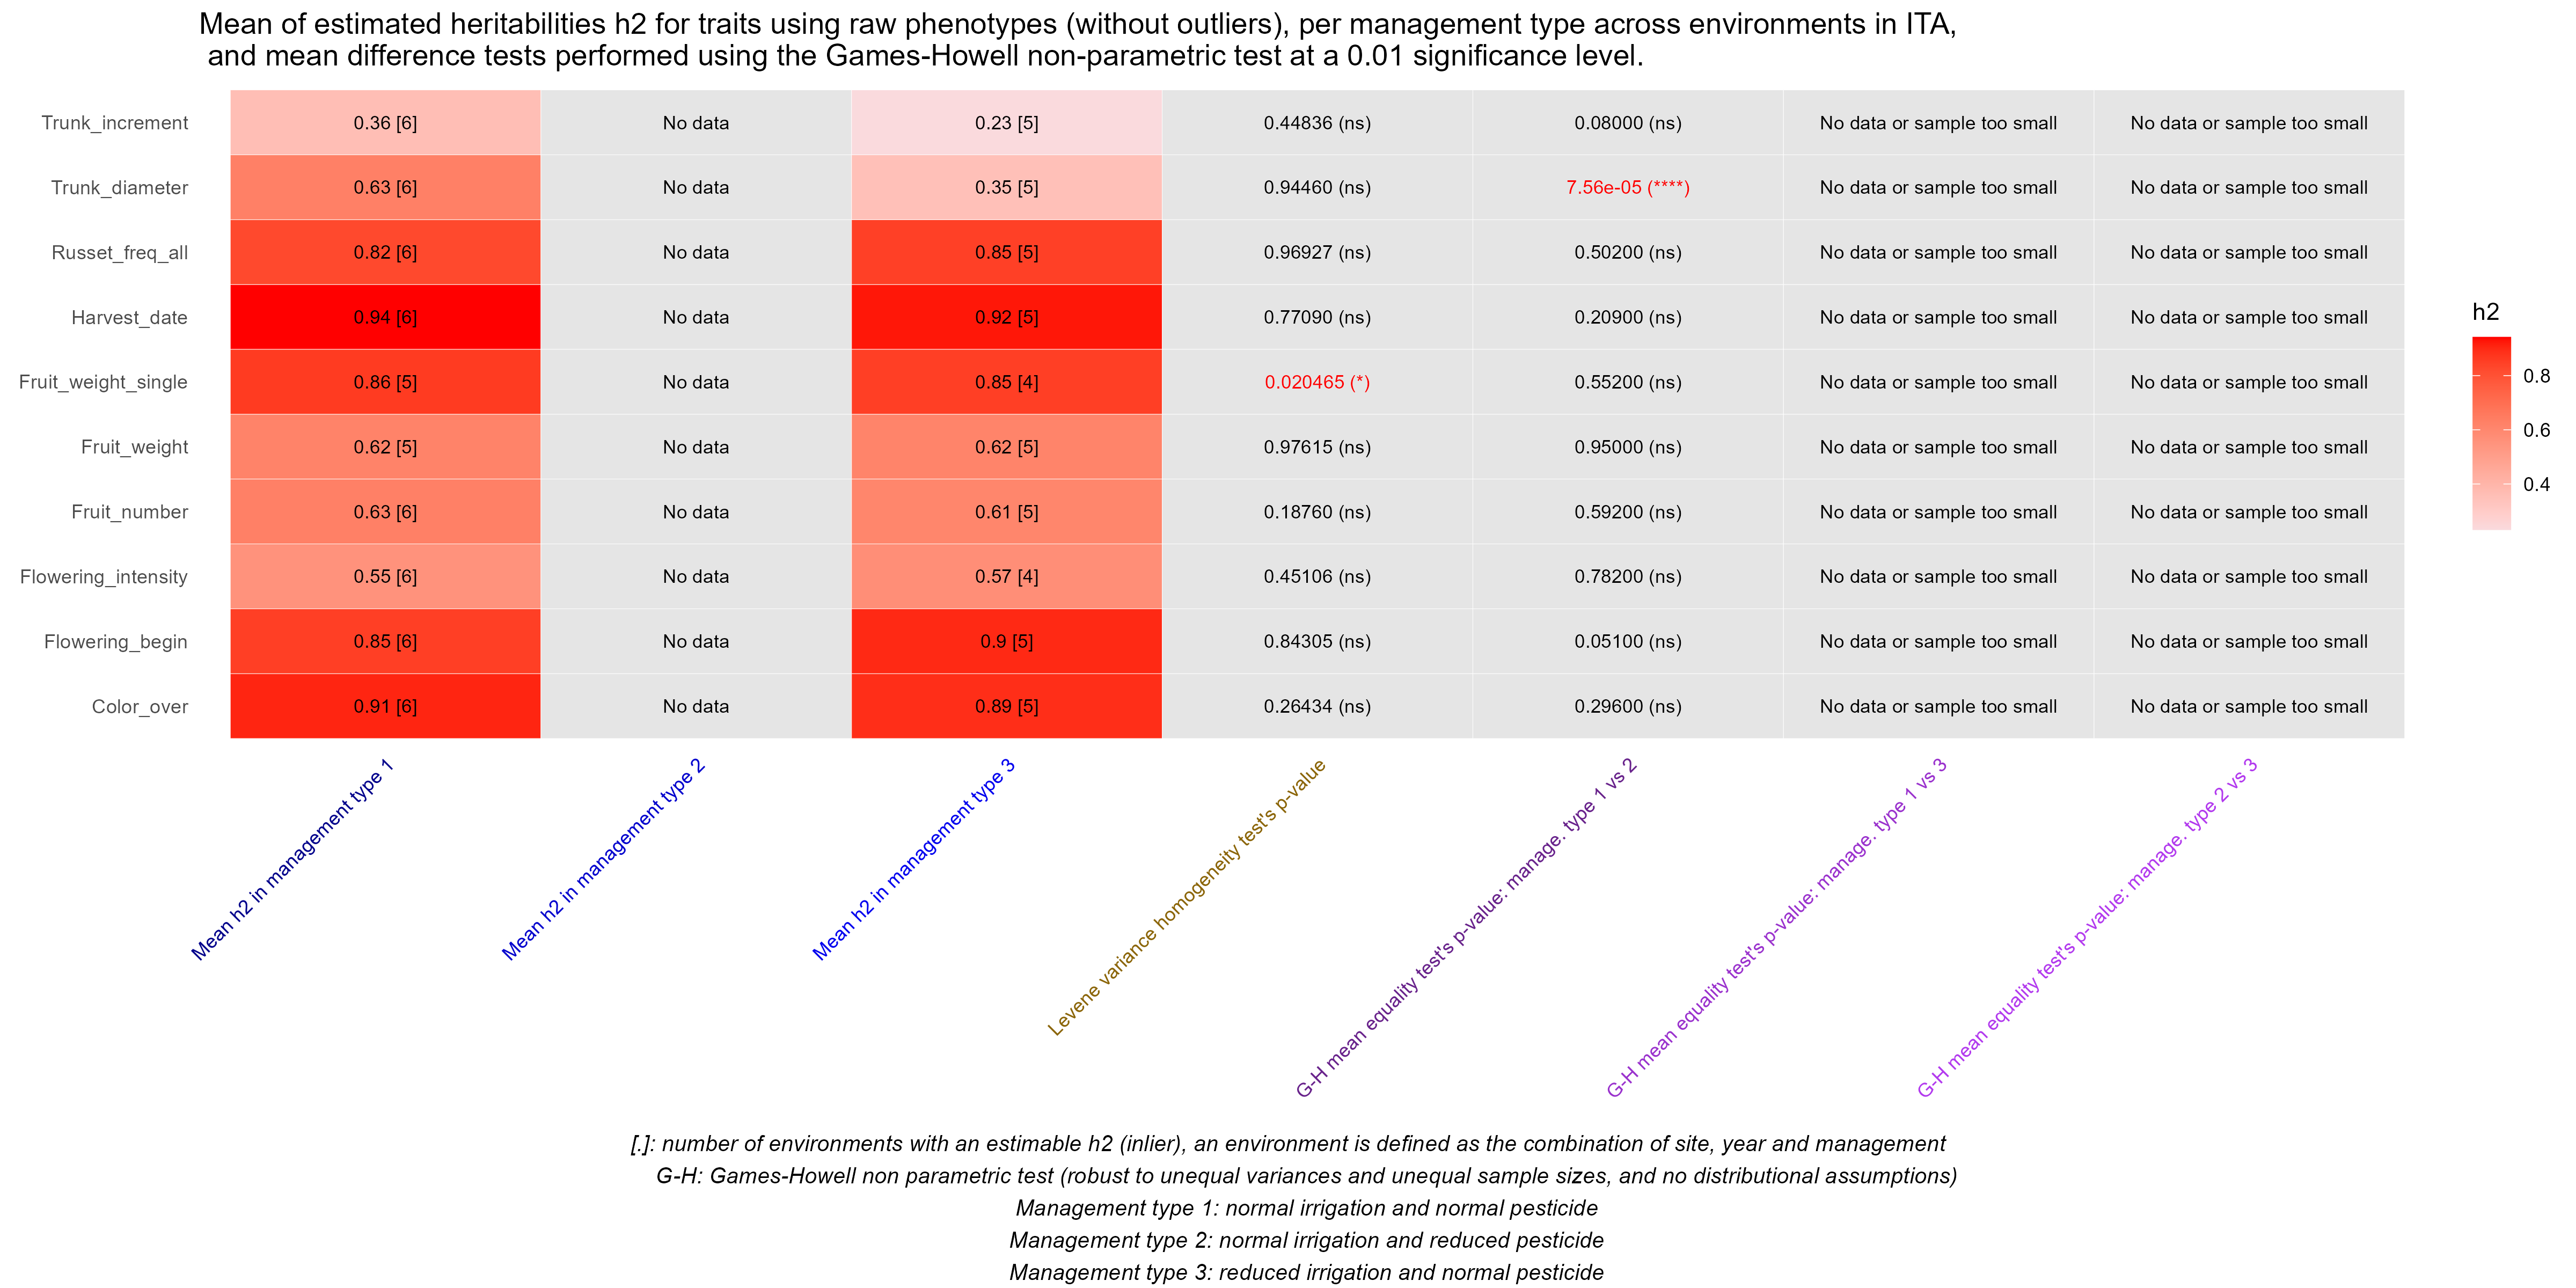 Mean of estimated heritabilities h2 for traits using raw phenotypes (without outliers), per management type across environments in ITA,
and mean difference tests performed using the Games-Howell non-parametric test at a 0.01 significance level.
Trunk_increment 0.36 [6] No data 0.23 [5] 0.44836 (ns) 0.08000 (ns) No data or sample too small No data or sample too small
Trunk_diameter 0.63 [6] No data 0.35 [5] 0.94460 (ns) 7.56e-05 (****) No data or sample too small No data or sample too small
Russet_freq_all 0.82 [6] No data 0.85 [5] 0.96927 (ns) 0.50200 (ns) No data or sample too small No data or sample too small
Harvest_date 0.94 [6] No data 0.92 [5] 0.77090 (ns) 0.20900 (ns) No data or sample too small No data or sample too small
Fruit_weight_single 0.86 [5] No data 0.85 [4] 0.020465 (*) 0.55200 (ns) No data or sample too small No data or sample too small
Fruit_weight 0.62 [5] No data 0.62 [5] 0.97615 (ns) 0.95000 (ns) No data or sample too small No data or sample too small
Fruit_number 0.63 [6] No data 0.61 [5] 0.18760 (ns) 0.59200 (ns) No data or sample too small No data or sample too small
Flowering_intensity 0.55 [6] No data 0.57 [4] 0.45106 (ns) 0.78200 (ns) No data or sample too small No data or sample too small
Flowering_begin 0.85 [6] No data 0.9 [5] 0.84305 (ns) 0.05100 (ns) No data or sample too small No data or sample too small
Color_over 0.91 [6] No data 0.89 [5] 0.26434 (ns) 0.29600 (ns) No data or sample too small No data or sample too small
h2
0.8
0.6
0.4
Mean h2 in management type 1
Mean h2 in management type 2
Mean h2 in management type 3
Levene variance homogeneity test's p-value
G-H mean equality test's p-value: manage. type 1 vs 2
G-H mean equality test's p-value: manage. type 1 vs 3
G-H mean equality test's p-value: manage. type 2 vs 3
[.]: number of environments with an estimable h2 (inlier), an environment is defined as the combination of site, year and management
G-H: Games-Howell non parametric test (robust to unequal variances and unequal sample sizes, and no distributional assumptions)
Management type 1: normal irrigation and normal pesticide
Management type 2: normal irrigation and reduced pesticide
Management type 3: reduced irrigation and normal pesticide